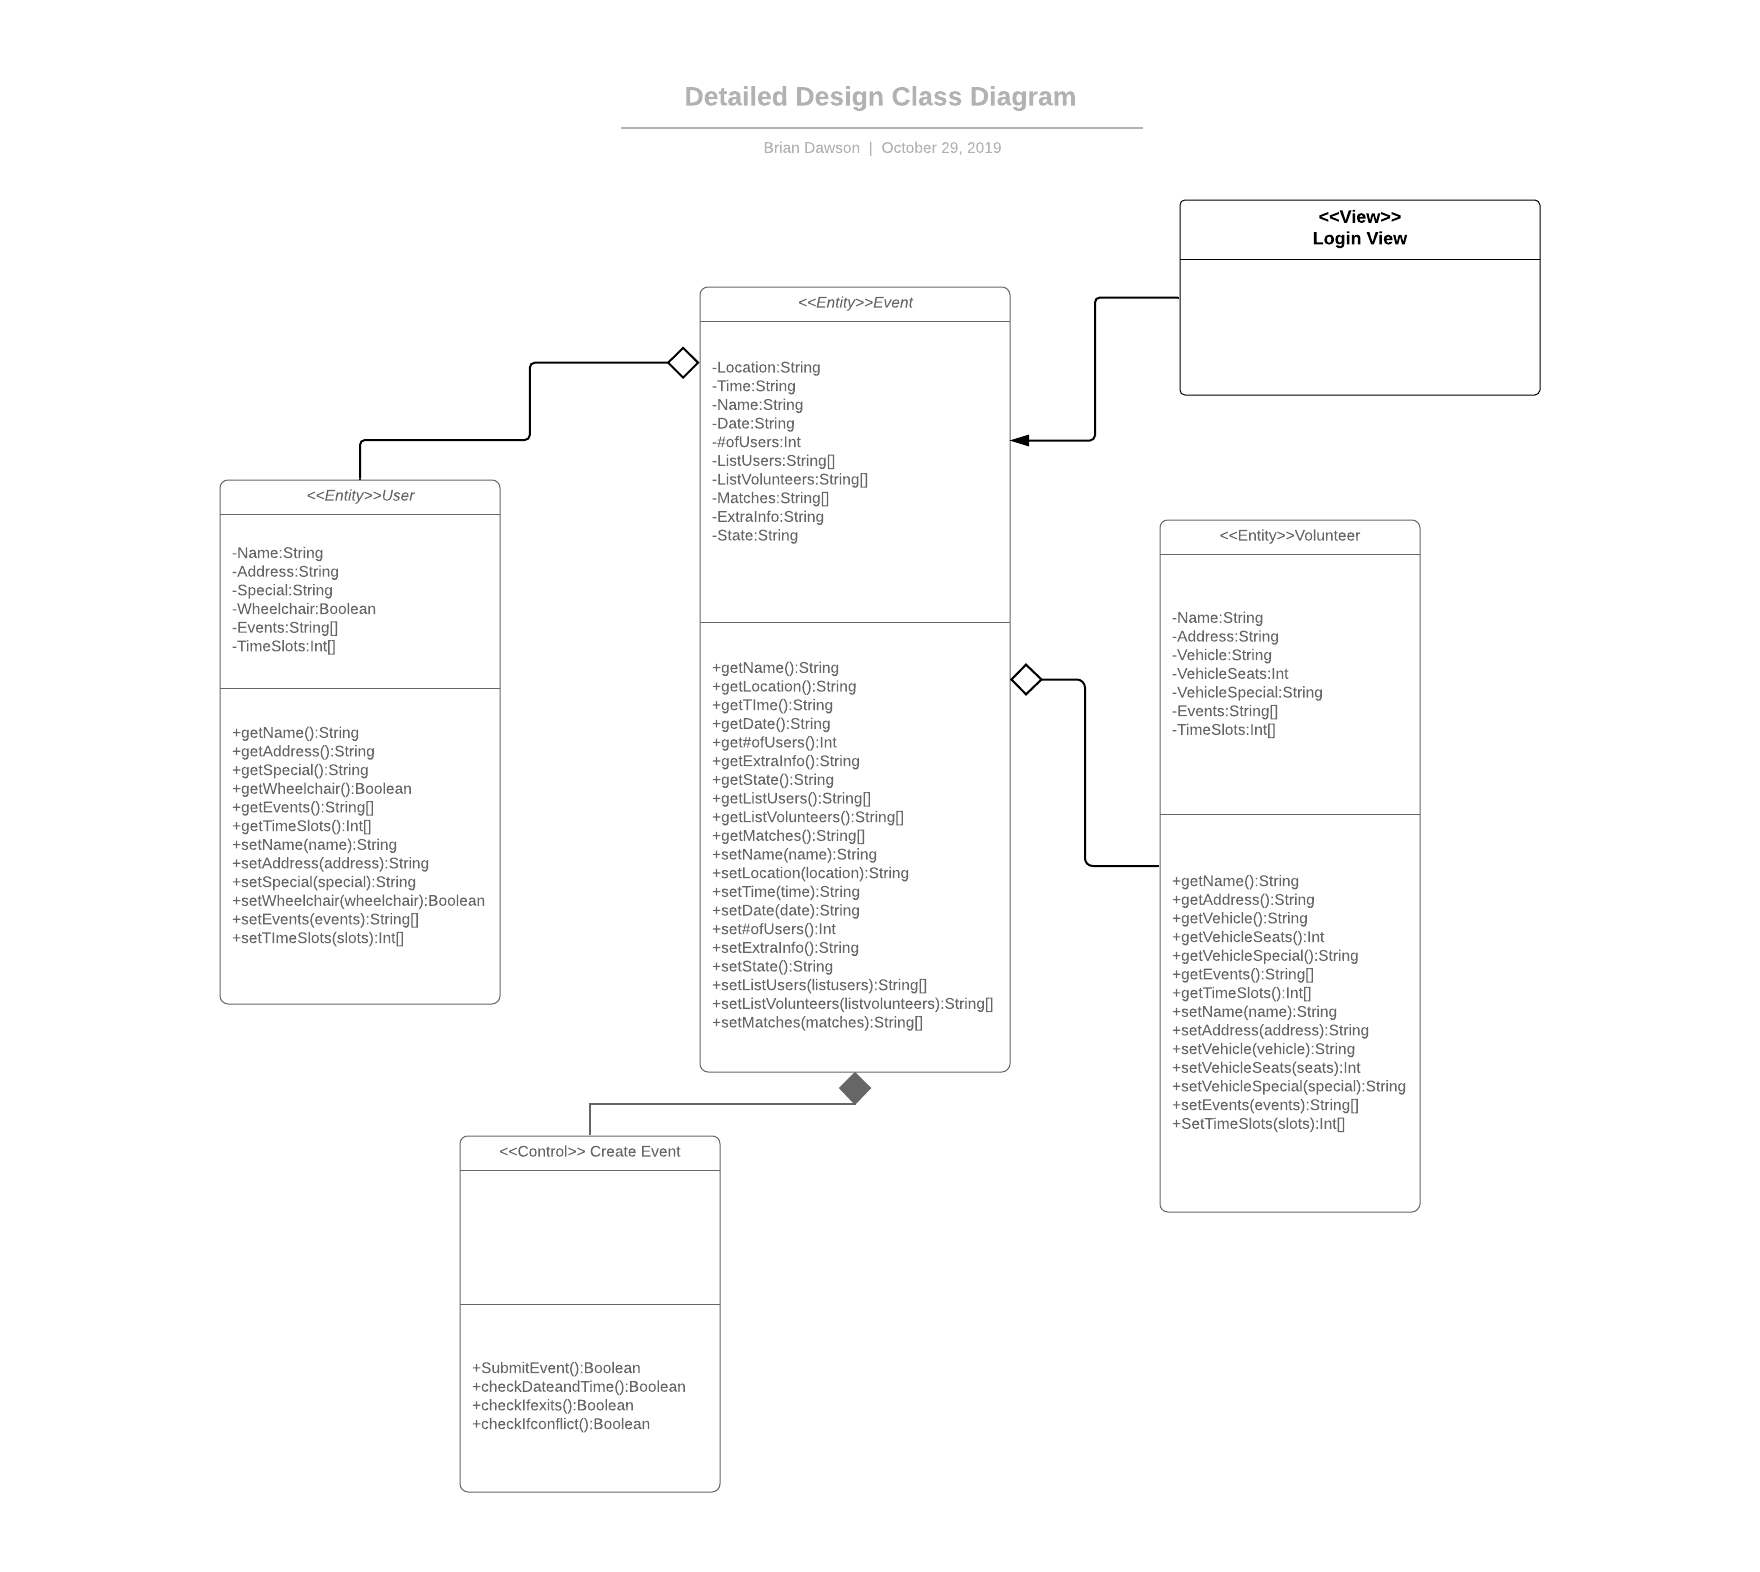 Detailed Design Class Diagram
Brian Dawson | October 29, 2019
<<View>>
Login View
<<Entity>>Event
-Location:String
-Time:String
-Name:String
-Date:String
-#ofUsers:Int
-ListUsers:String[]
-ListVolunteers:String[]
-Matches:String[]
-ExtraInfo:String
-State:String
+getName():String
+getLocation():String
+getTIme():String
+getDate():String
+get#ofUsers():Int
+getExtraInfo():String
+getState():String
+getListUsers():String[]
+getListVolunteers():String[]
+getMatches():String[]
+setName(name):String
+setLocation(location):String
+setTime(time):String
+setDate(date):String
+set#ofUsers():Int
+setExtraInfo():String
+setState():String
+setListUsers(listusers):String[]
+setListVolunteers(listvolunteers):String[]
+setMatches(matches):String[]
<<Entity>>User
-Name:String
-Address:String
-Special:String
-Wheelchair:Boolean
-Events:String[]
-TimeSlots:Int[]
+getName():String
+getAddress():String
+getSpecial():String
+getWheelchair():Boolean
+getEvents():String[]
+getTimeSlots():Int[]
+setName(name):String
+setAddress(address):String
+setSpecial(special):String
+setWheelchair(wheelchair):Boolean
+setEvents(events):String[]
+setTImeSlots(slots):Int[]
<<Entity>>Volunteer
-Name:String
-Address:String
-Vehicle:String
-VehicleSeats:Int
-VehicleSpecial:String
-Events:String[]
-TimeSlots:Int[]
+getName():String
+getAddress():String
+getVehicle():String
+getVehicleSeats():Int
+getVehicleSpecial():String
+getEvents():String[]
+getTimeSlots():Int[]
+setName(name):String
+setAddress(address):String
+setVehicle(vehicle):String
+setVehicleSeats(seats):Int
+setVehicleSpecial(special):String
+setEvents(events):String[]
+SetTimeSlots(slots):Int[]
<<Control>> Create Event
+SubmitEvent():Boolean
+checkDateandTime():Boolean
+checkIfexits():Boolean
+checkIfconflict():Boolean